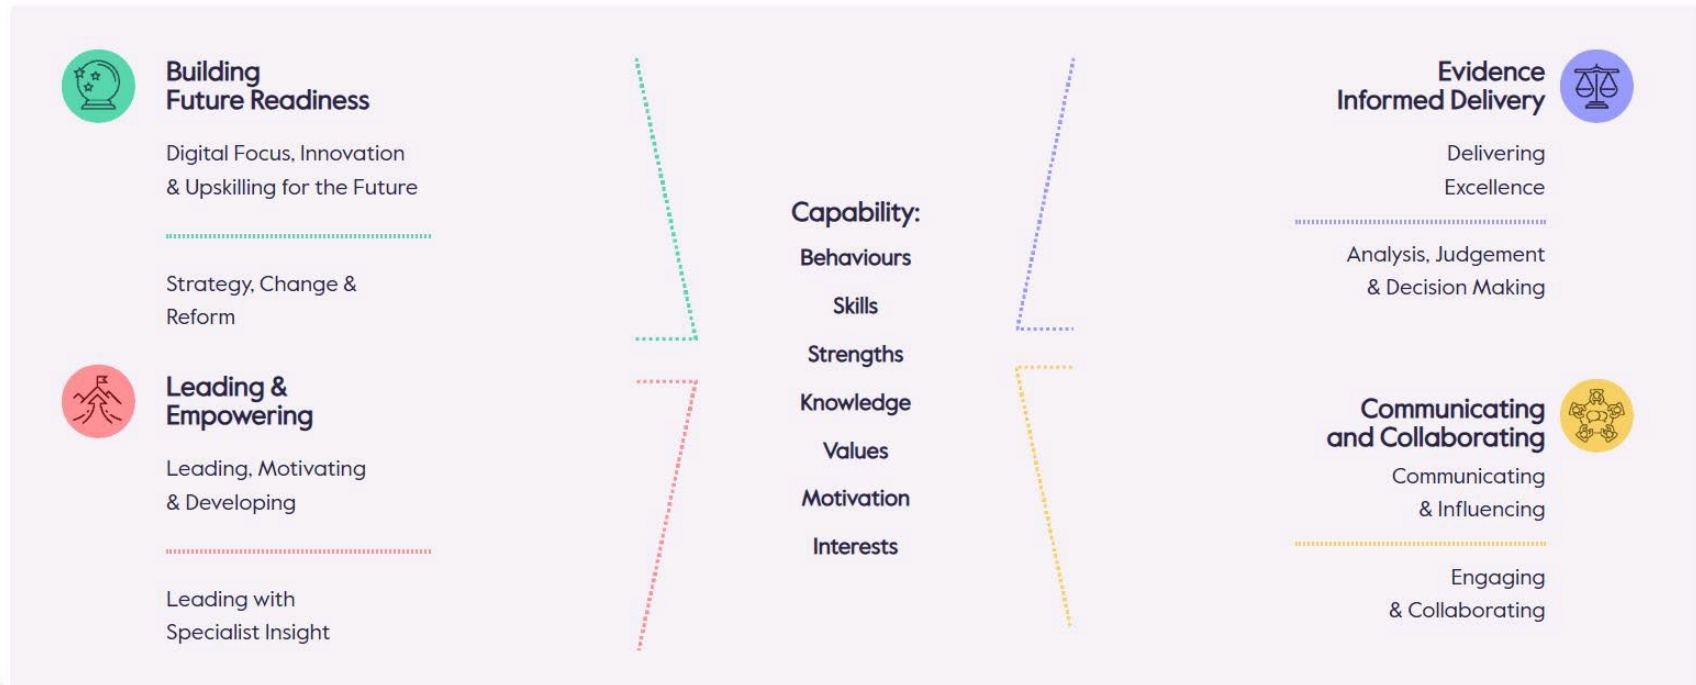 Building
Future Readiness
Digital Focus, Innovation
& Upskilling for the Future
Strategy, Change &
Reform
Leading &
Empowering
Leading, Motivating
& Developing
Leading with
Specialist Insight
Capability:
Behaviours
Skills
Strengths
Knowledge
Values
Motivation
Interests
Evidence
Informed Delivery
Delivering
Excellence
Analysis, Judgement
& Decision Making
Communicating
and Collaborating
Communicating
& Influencing
Engaging
& Collaborating